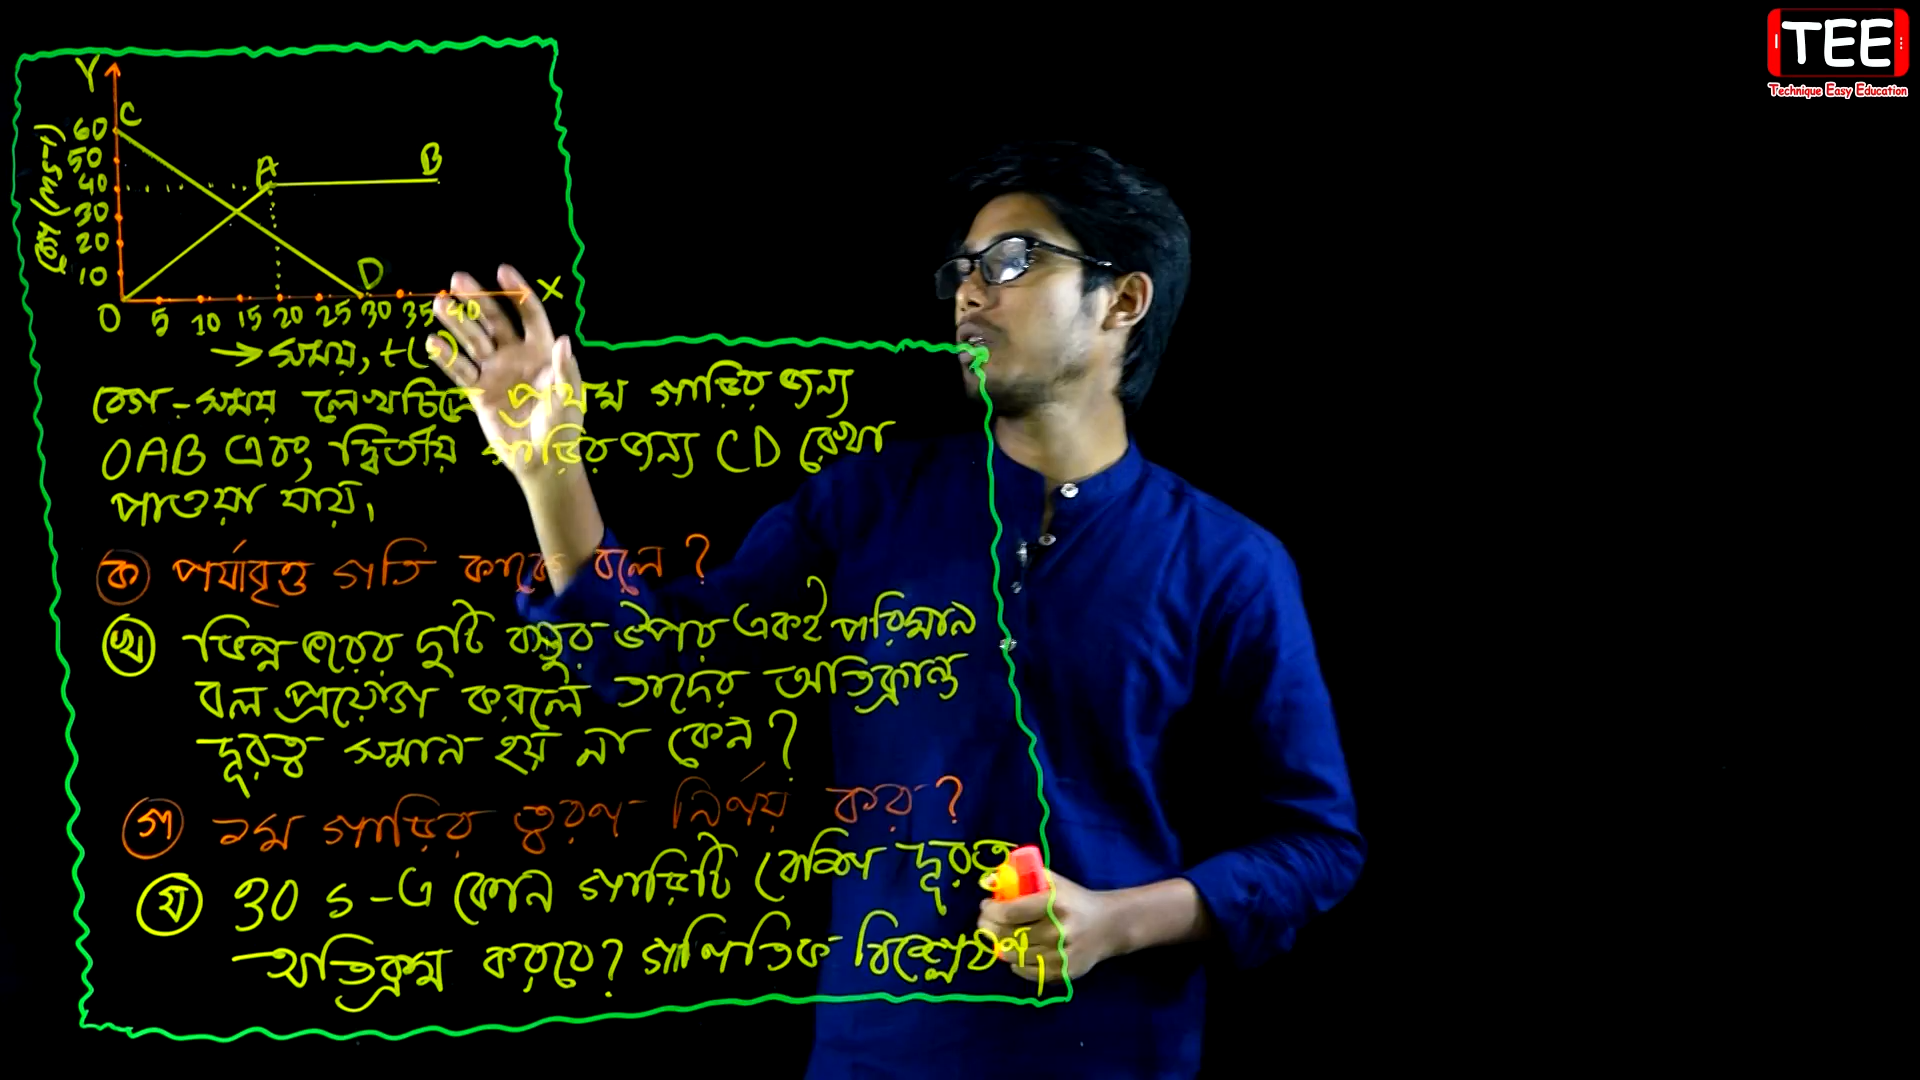 TEE
Technique Easy Education
Y
C
60
50
40
30
20
10
A
B
D
X
বেগ (ms-1)
0 5 10 15 20 25 30 35 40
→ সময়, t(s)
বেগ-সময় লেখচিত্রে প্রথম গাড়ির জন্য
OAB এবং দ্বিতীয় গাড়ির জন্য CD রেখা
পাওয়া যায়।
ক পর্যাবৃত্ত গতি কাকে বলে?
খ ভিন্ন ভরের দুটি বস্তুর উপর একই পরিমান
বল প্রয়োগ করলে তাদের অতিক্রান্ত
দূরত্ব সমান হয় না কেন?
গ ১ম গাড়ির ত্বরণ নির্ণয় কর?
ঘ 30 s-এ কোন গাড়িটি বেশি দূরত্ব
অতিক্রম করবে? গাণিতিক বিশ্লেষণ।